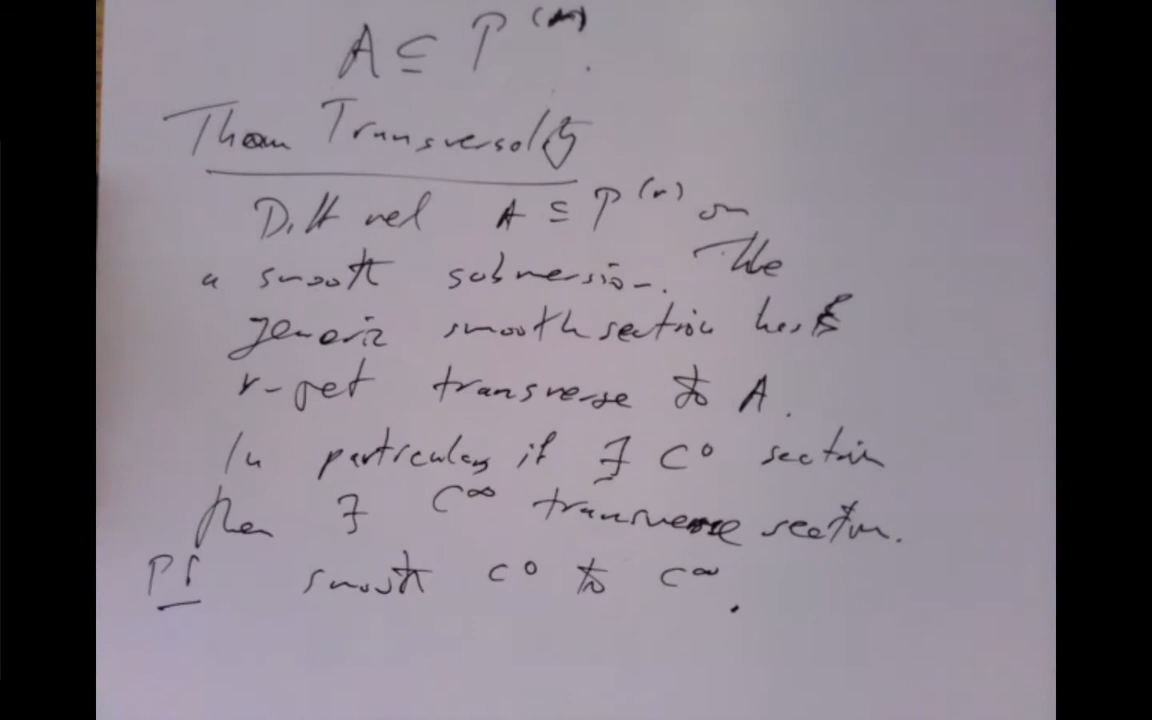 A ⊆ P^(r).
Thom Transversality
Diff rel A ⊆ P^(r) on
a smooth submersion. The
generic smooth section has
r-jet transverse to A.
In particular, if ∃ C⁰ section
then ∃ C^∞ transverse section.
Pf smooth C⁰ to C^∞.